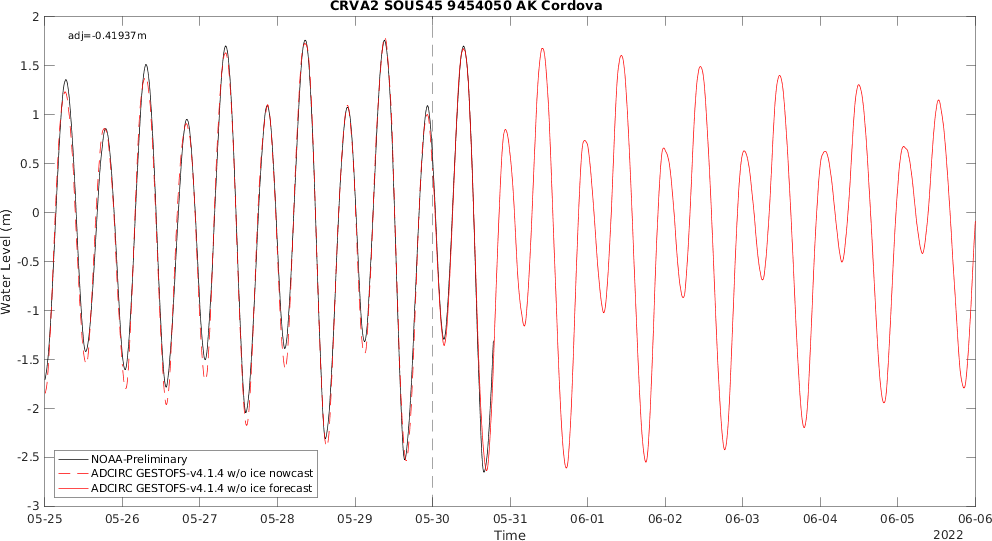 CRVA2 SOUS45 9454050 AK Cordova
adj=-0.41937m
2
1.5
1
0.5
0
-0.5
-1
-1.5
-2
-2.5
-3
Water Level (m)
NOAA-Preliminary
ADCIRC GESTOFS-v4.1.4 w/o ice nowcast
ADCIRC GESTOFS-v4.1.4 w/o ice forecast
05-25 05-26 05-27 05-28 05-29 05-30 05-31 06-01 06-02 06-03 06-04 06-05 06-06
Time
2022